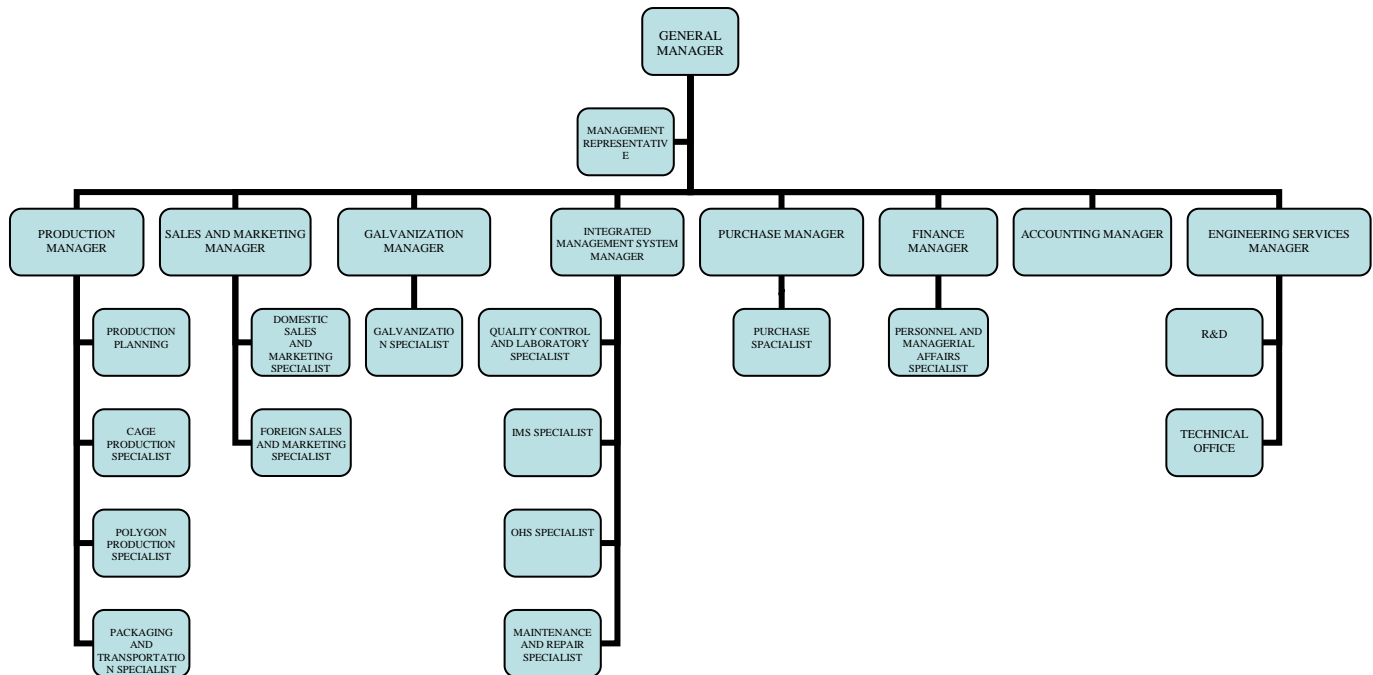 GENERAL
MANAGER
MANAGEMENT
REPRESENTATIV
E
PRODUCTION
MANAGER
SALES AND MARKETING
MANAGER
GALVANIZATION
MANAGER
INTEGRATED
MANAGEMENT SYSTEM
MANAGER
PURCHASE MANAGER
FINANCE
MANAGER
ACCOUNTING MANAGER
ENGINEERING SERVICES
MANAGER
PRODUCTION
PLANNING
DOMESTIC
SALES
AND
MARKETING
SPECIALIST
GALVANIZATIO
N SPECIALIST
QUALITY CONTROL
AND LABORATORY
SPECIALIST
PURCHASE
SPACIALIST
PERSONNEL AND
MANAGERIAL
AFFAIRS
SPECIALIST
R&D
CAGE
PRODUCTION
SPECIALIST
FOREIGN SALES
AND MARKETING
SPECIALIST
IMS SPECIALIST
TECHNICAL
OFFICE
POLYGON
PRODUCTION
SPECIALIST
OHS SPECIALIST
PACKAGING
AND
TRANSPORTATIO
N SPECIALIST
MAINTENANCE
AND REPAIR
SPECIALIST